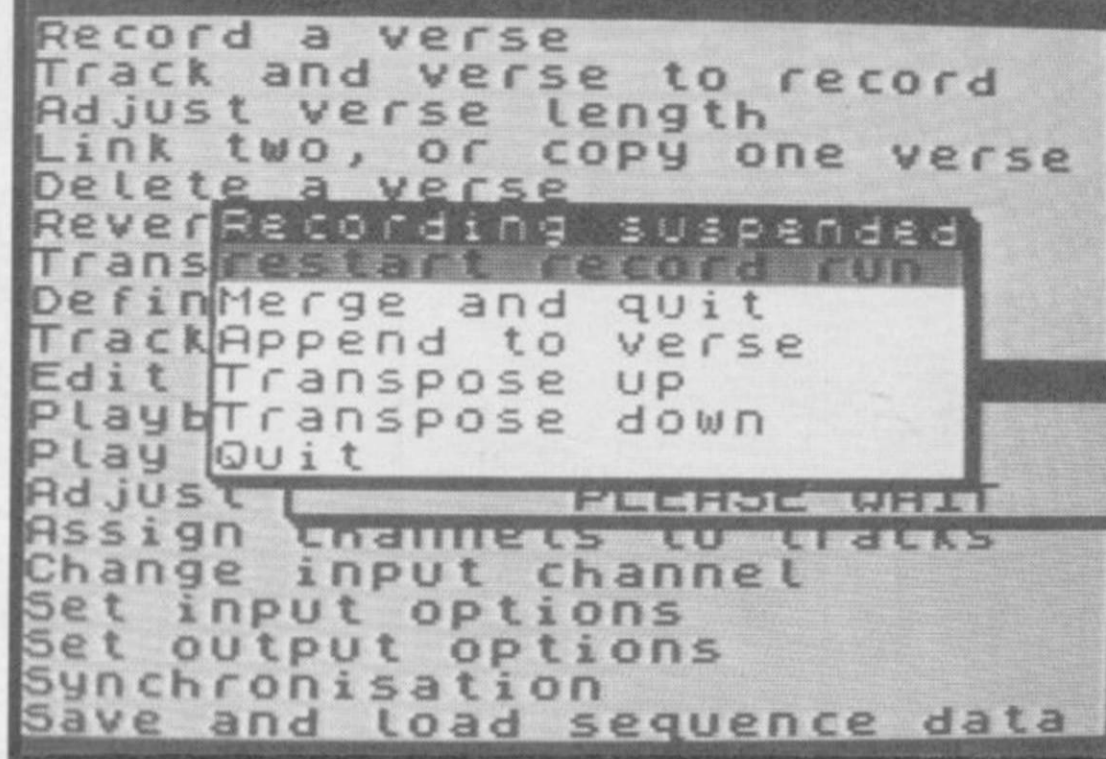 Record a verse
Track and verse to record
Adjust verse length
Link two, or copy one verse
Delete a verse
Rever
Recording suspended
Trans
restart record run
Defin
Merge and quit
Track
Append to verse
Edit
Transpose up
Playb
Transpose down
Play
Quit
Adjust
PLEASE WAIT
Assign channels to tracks
Change input channel
Set input options
Set output options
Synchronisation
Save and load sequence data